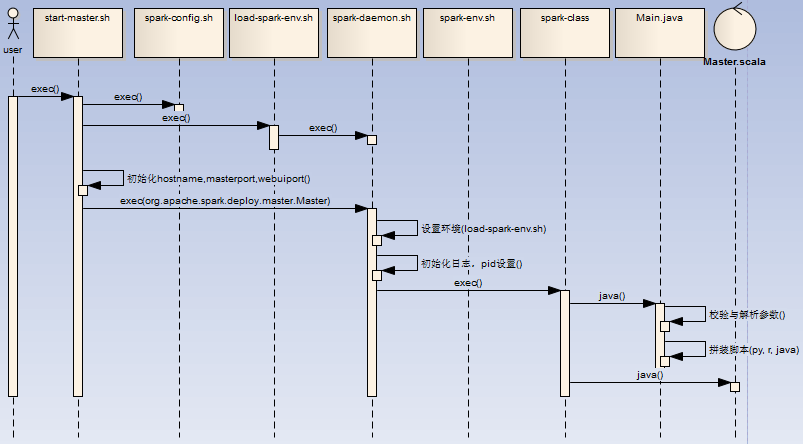 start-master.sh
spark-config.sh
load-spark-env.sh
spark-daemon.sh
spark-env.sh
spark-class
Main.java
user
Master.scala
exec()
exec()
exec()
exec()
初始化hostname,masterport,webuiport()
exec(org.apache.spark.deploy.master.Master)
设置环境(load-spark-env.sh)
初始化日志，pid设置()
exec()
java()
校验与解析参数()
拼装脚本(py, r, java)
java()